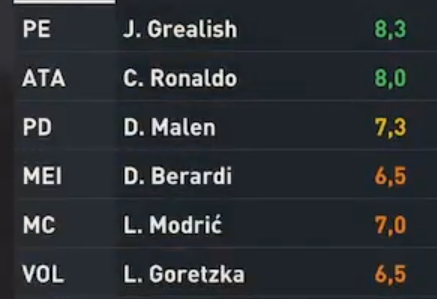 PE J. Grealish 8,3
ATA C. Ronaldo 8,0
PD D. Malen 7,3
MEI D. Berardi 6,5
MC L. Modrić 7,0
VOL L. Goretzka 6,5